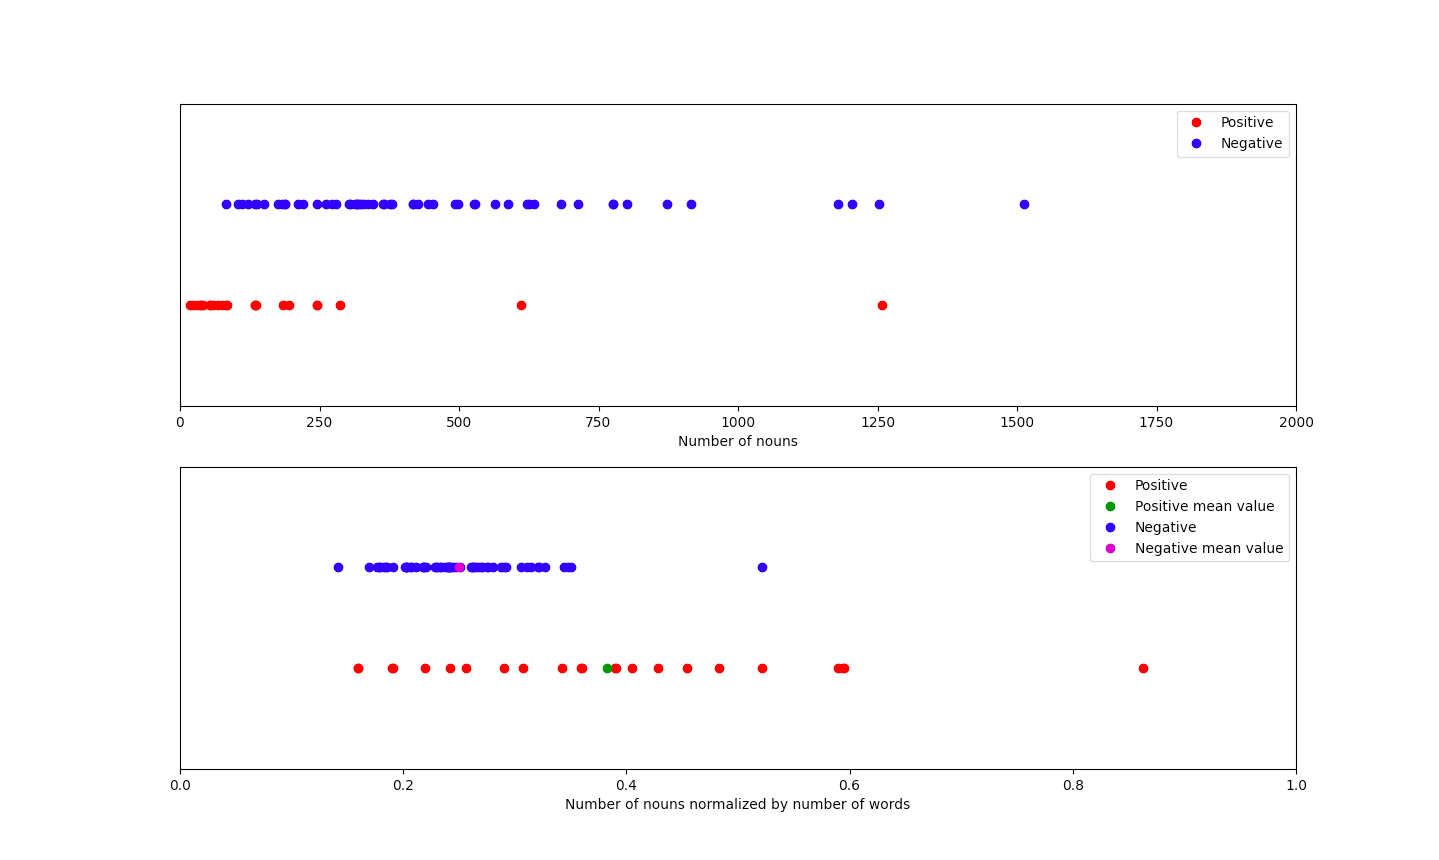 Positive
Negative
0 250 500 750 1000 1250 1500 1750 2000
Number of nouns
Positive
Positive mean value
Negative
Negative mean value
0.0 0.2 0.4 0.6 0.8 1.0
Number of nouns normalized by number of words